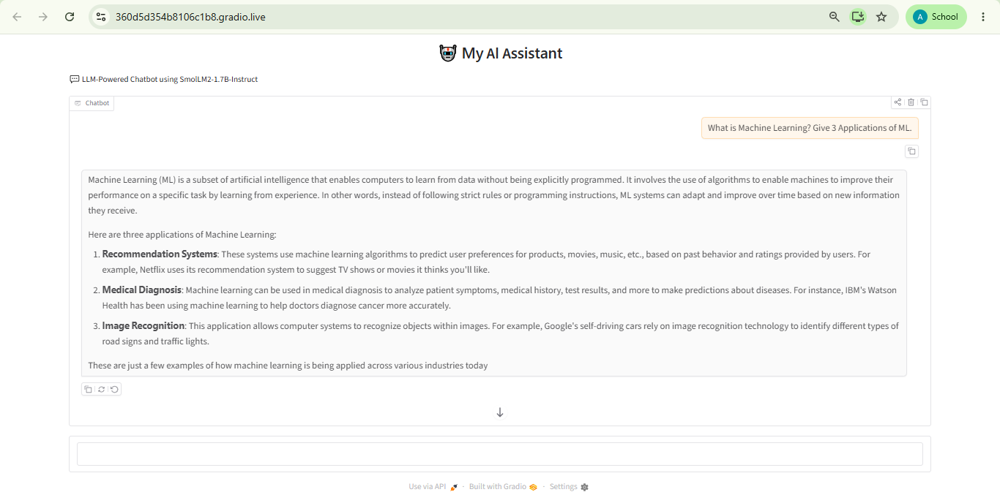 360d5d354b8106c1b8.gradio.live
A School
My AI Assistant
LLM-Powered Chatbot using SmolLM2-1.7B-Instruct
Chatbot
What is Machine Learning? Give 3 Applications of ML.
Machine Learning (ML) is a subset of artificial intelligence that enables computers to learn from data without being explicitly programmed. It involves the use of algorithms to enable machines to improve their
performance on a specific task by learning from experience. In other words, instead of following strict rules or programming instructions, ML systems can adapt and improve over time based on new information
they receive.
Here are three applications of Machine Learning:
1. Recommendation Systems: These systems use machine learning algorithms to predict user preferences for products, movies, music, etc., based on past behavior and ratings provided by users. For
example, Netflix uses its recommendation system to suggest TV shows or movies it thinks you'll like.
2. Medical Diagnosis: Machine learning can be used in medical diagnosis to analyze patient symptoms, medical history, test results, and more to make predictions about diseases. For instance, IBM's Watson
Health has been using machine learning to help doctors diagnose cancer more accurately.
3. Image Recognition: This application allows computer systems to recognize objects within images. For example, Google's self-driving cars rely on image recognition technology to identify different types of
road signs and traffic lights.
These are just a few examples of how machine learning is being applied across various industries today
Use via API · Built with Gradio · Settings